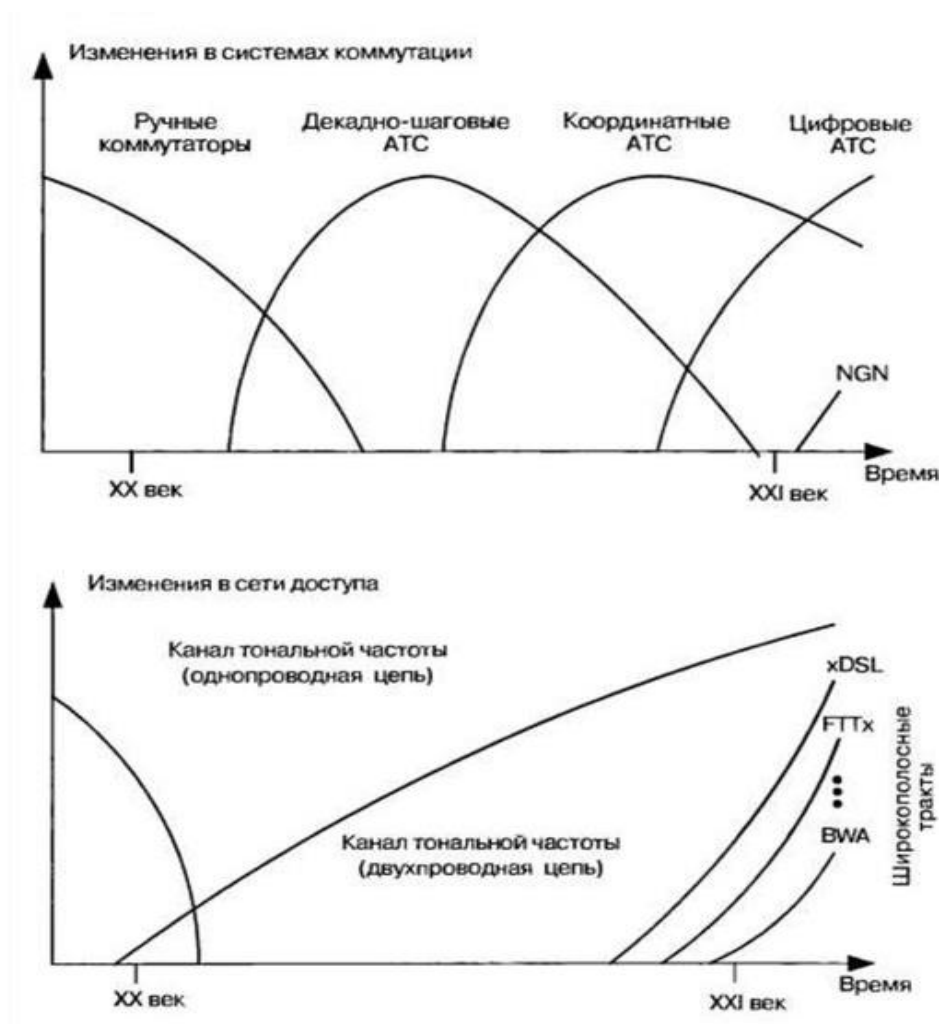 Изменения в системах коммутации
Ручные
коммутаторы
Декадно-шаговые
АТС
Координатные
АТС
Цифровые
АТС
NGN
Время
XX век
XXI век
Изменения в сети доступа
Канал тональной частоты
(однопроводная цепь)
xDSL
FTTx
Канал тональной частоты
(двухпроводная цепь)
BWA
Широкополосные
тракты
Время
XX век
XXI век